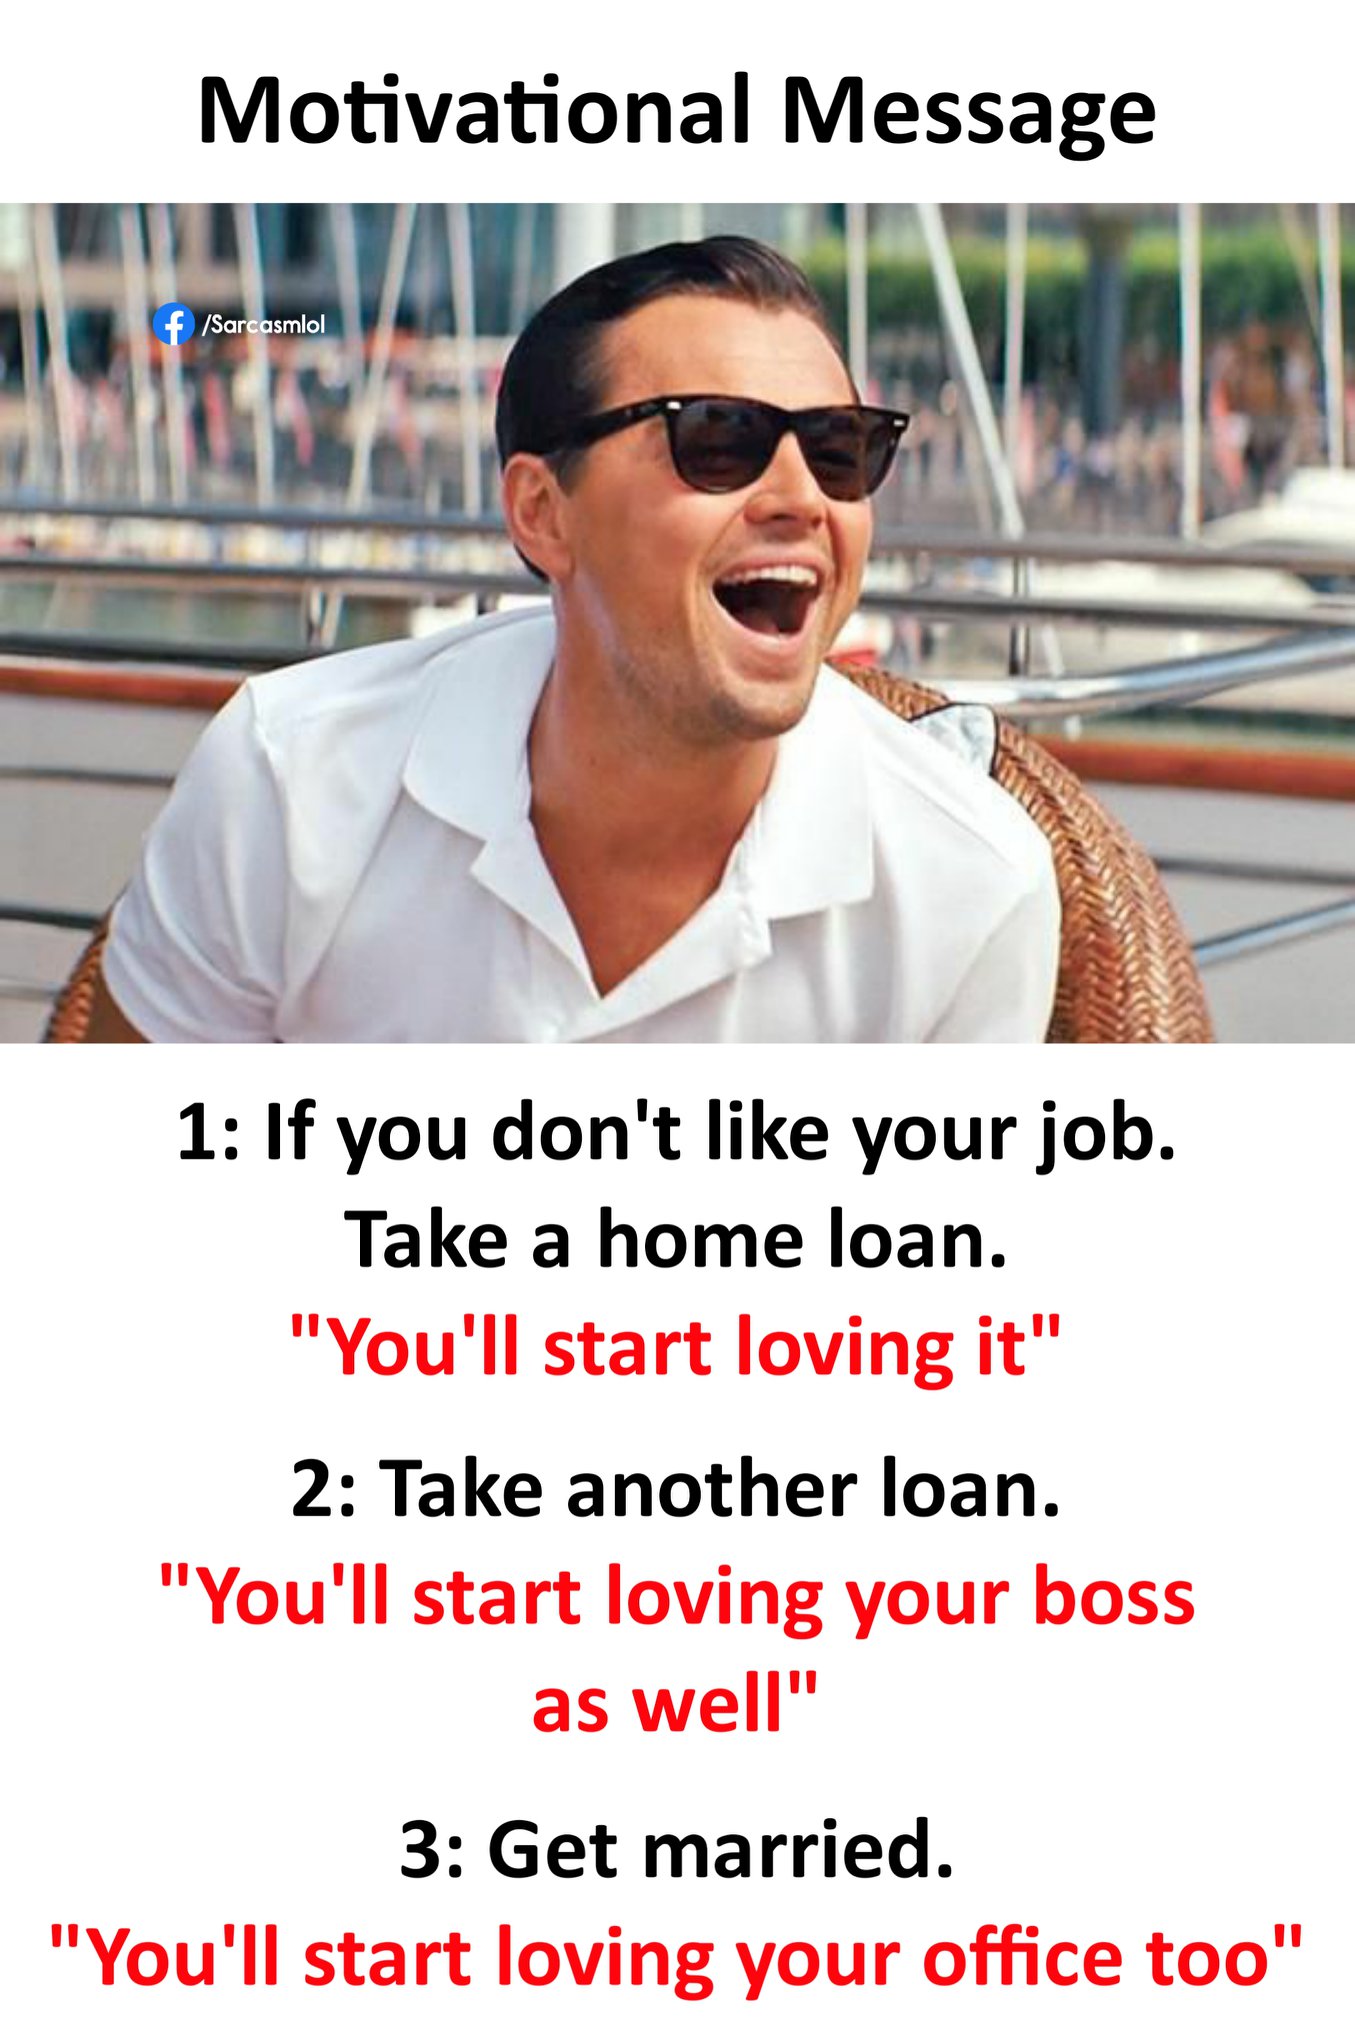 Motivational Message
/Sarcasmlol
1: If you don't like your job.
Take a home loan.
"You'll start loving it"
2: Take another loan.
"You'll start loving your boss
as well"
3: Get married.
"You'll start loving your office too"